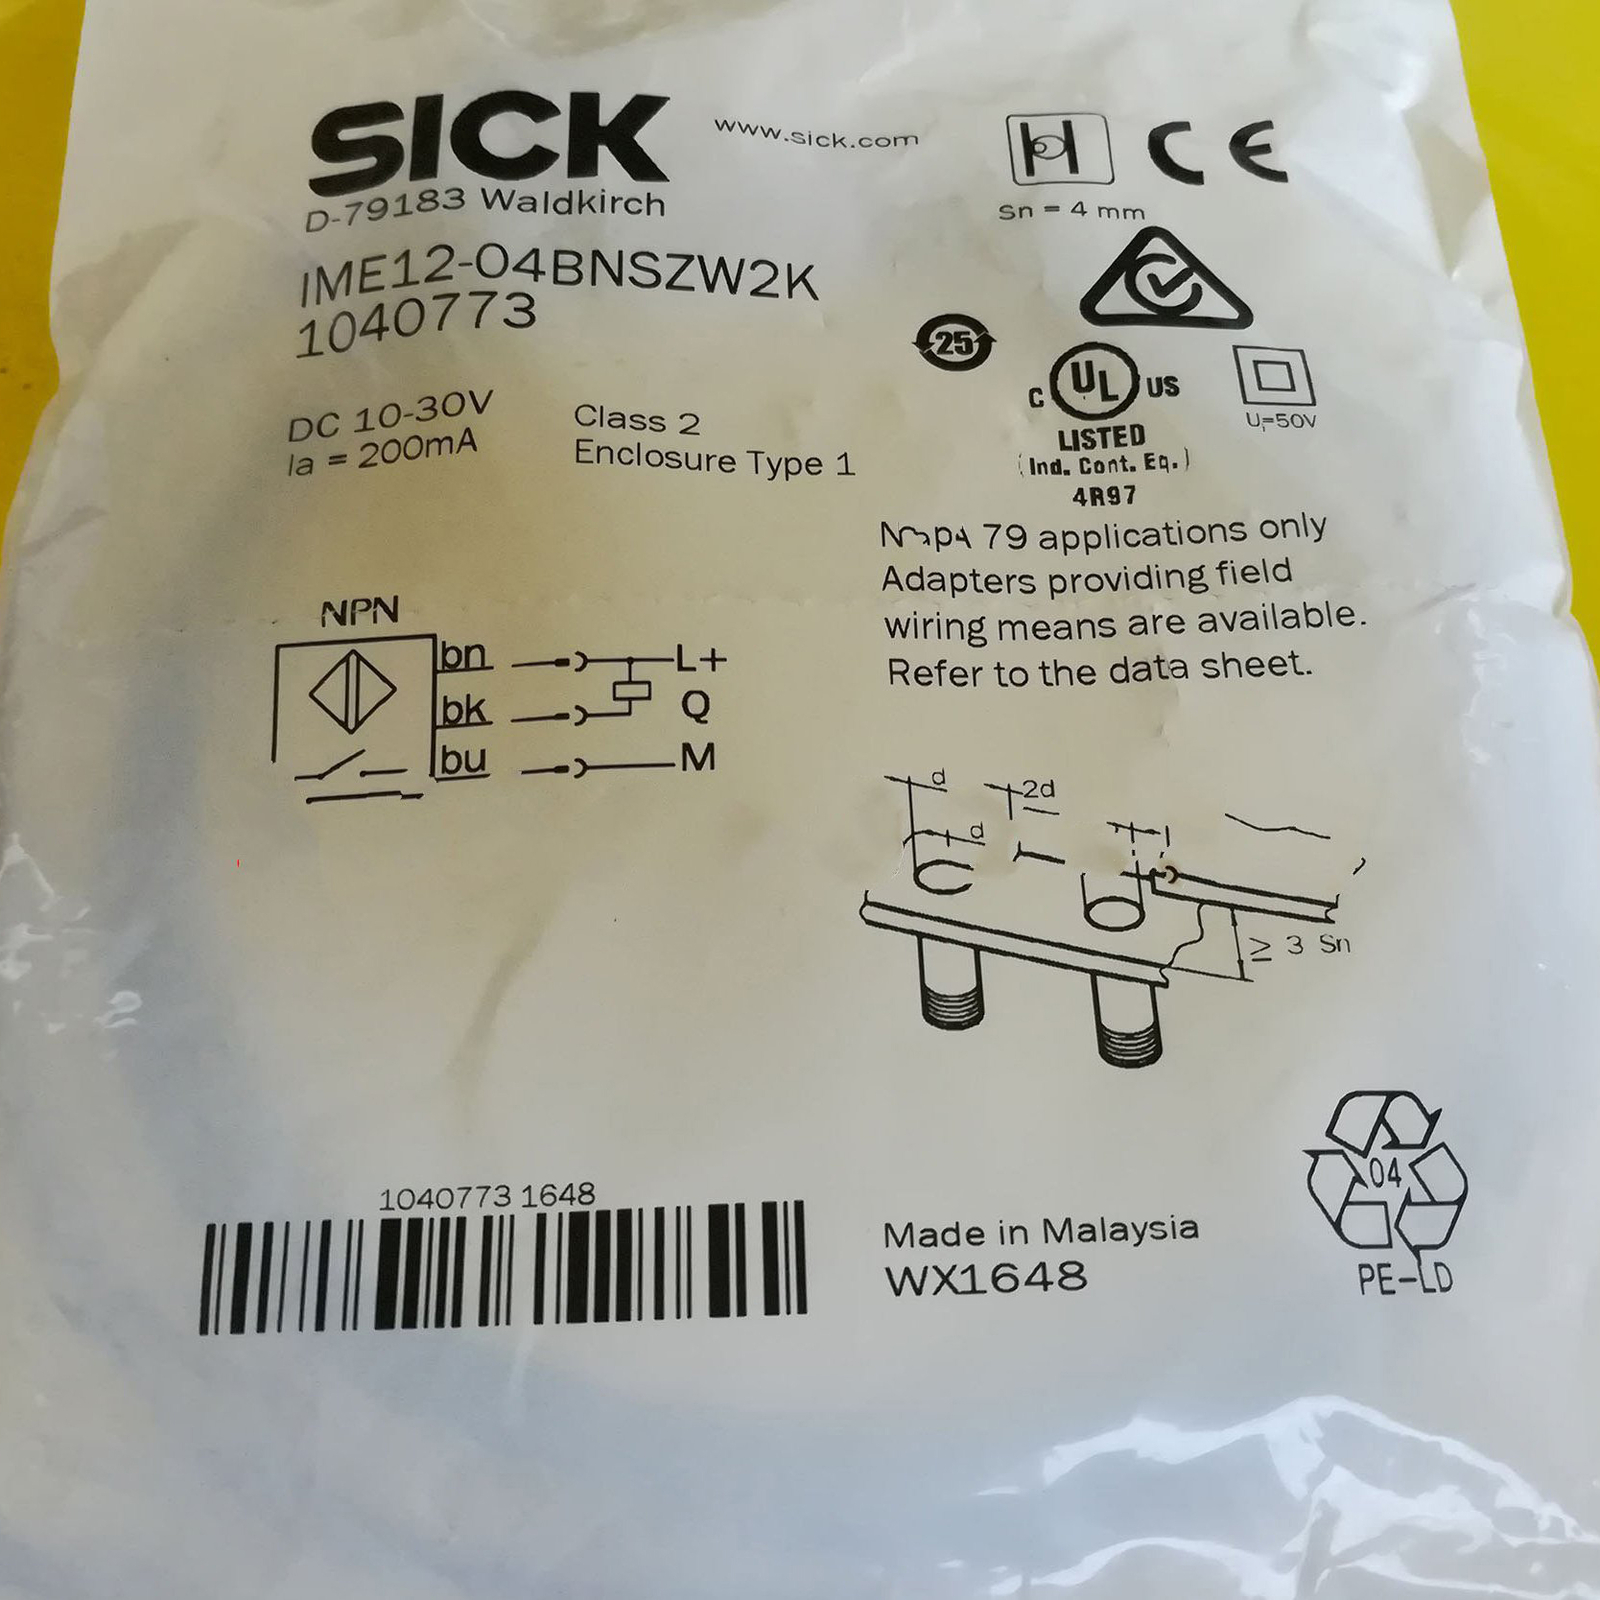 SICK
www.sick.com
D-79183 Waldkirch
Sn = 4 mm
CE
IME12-04BNSZW2K
1040773
25
C UL US
LISTED
(Ind. Cont. Eq.)
4R97
DC 10-30V
Ia = 200mA
Class 2
Enclosure Type 1
79 applications only
Adapters providing field
wiring means are available.
Refer to the data sheet.
NPN
bn L+
bk Q
bu M
d
2d
d
≥ 3 Sn
1040773 1648
Made in Malaysia
WX1648
04
PE-LD